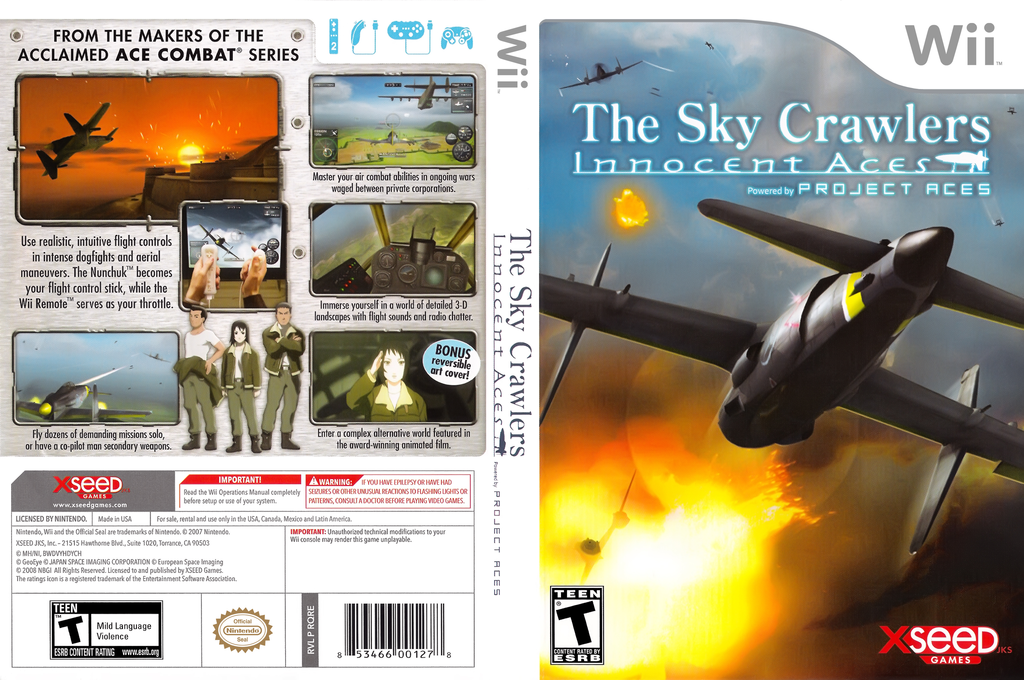 FROM THE MAKERS OF THE
ACCLAIMED ACE COMBAT® SERIES
2
Master your air combat abilities in ongoing wars
waged between private corporations.
Use realistic, intuitive flight controls
in intense dogfights and aerial
maneuvers. The Nunchuk™ becomes
your flight control stick, while the
Wii Remote™ serves as your throttle.
Immerse yourself in a world of detailed 3-D
landscapes with flight sounds and radio chatter.
BONUS
reversible
art cover!
Fly dozens of demanding missions solo,
or have a co-pilot man secondary weapons.
Enter a complex alternative world featured in
the award-winning animated film.
XSEED JKS
GAMES
www.xseedgames.com
IMPORTANT!
Read the Wii Operations Manual completely
before setup or use of your system.
WARNING: IF YOU HAVE EPILEPSY OR HAVE HAD
SEIZURES OR OTHER UNUSUAL REACTIONS TO FLASHING LIGHTS OR
PATTERNS, CONSULT A DOCTOR BEFORE PLAYING VIDEO GAMES.
LICENSED BY NINTENDO.
Made in USA
For sale, rental and use only in the USA, Canada, Mexico and Latin America.
Nintendo, Wii and the Official Seal are trademarks of Nintendo. © 2007 Nintendo.
XSEED JKS, Inc. - 21515 Hawthorne Blvd., Suite 1020, Torrance, CA 90503
© MH/NI, BWDVYHDYCH
© GeoEye © JAPAN SPACE IMAGING CORPORATION © European Space Imaging
© 2008 NBGI All Rights Reserved. Licensed to and published by XSEED Games.
The ratings icon is a registered trademark of the Entertainment Software Association.
IMPORTANT: Unauthorized technical modifications to your
Wii console may render this game unplayable.
TEEN
T
Mild Language
Violence
ESRB CONTENT RATING www.esrb.org
Official
Nintendo
Seal
RVL P RQRE
8 53466 00127 8
Wii™
The Sky Crawlers
Innocent Aces
Powered by PROJECT ACES
Wii™
The Sky Crawlers
Innocent Aces
Powered by PROJECT ACES
TEEN
T
CONTENT RATED BY
ESRB
XSEED JKS
GAMES